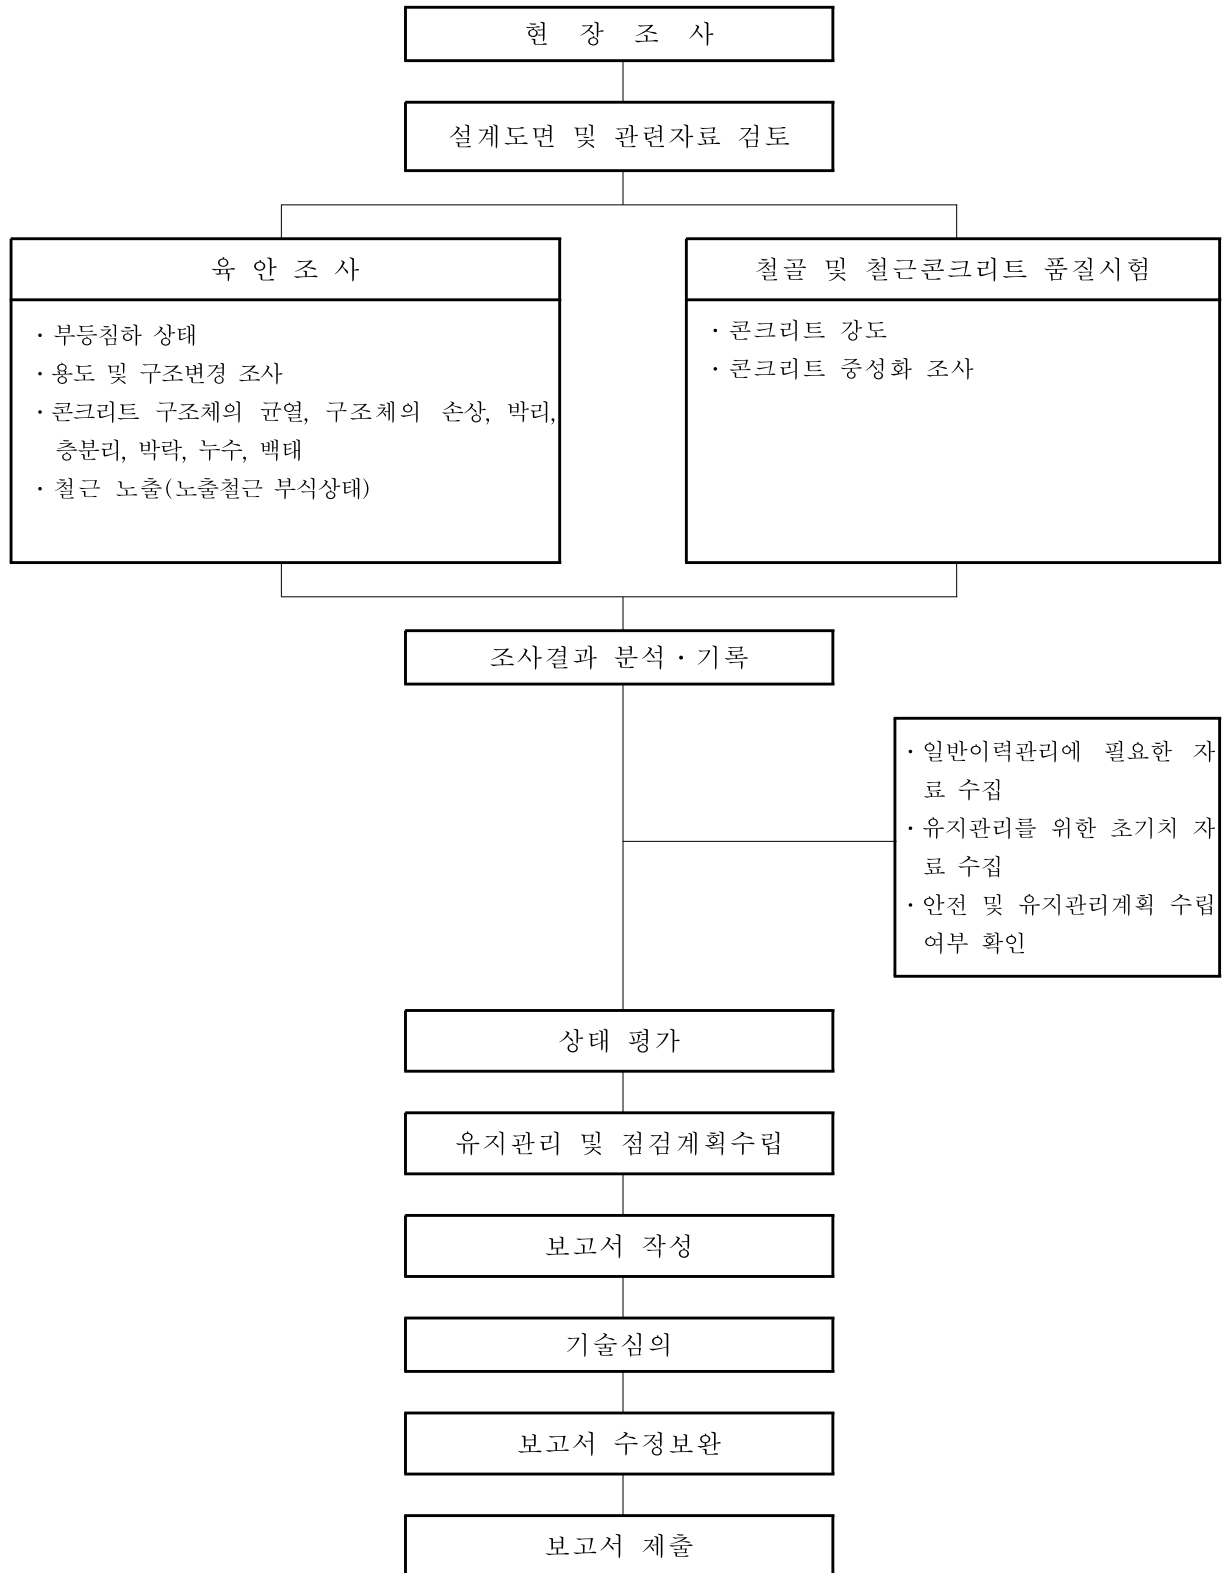 현 장 조 사
설계도면 및 관련자료 검토
육 안 조 사
· 부등침하 상태
· 용도 및 구조변경 조사
· 콘크리트 구조체의 균열, 구조체의 손상, 박리,
층분리, 박락, 누수, 백태
· 철근 노출(노출철근 부식상태)
철골 및 철근콘크리트 품질시험
· 콘크리트 강도
· 콘크리트 중성화 조사
조사결과 분석 · 기록
· 일반이력관리에 필요한 자
료 수집
· 유지관리를 위한 초기치 자
료 수집
· 안전 및 유지관리계획 수립
여부 확인
상태 평가
유지관리 및 점검계획수립
보고서 작성
기술심의
보고서 수정보완
보고서 제출